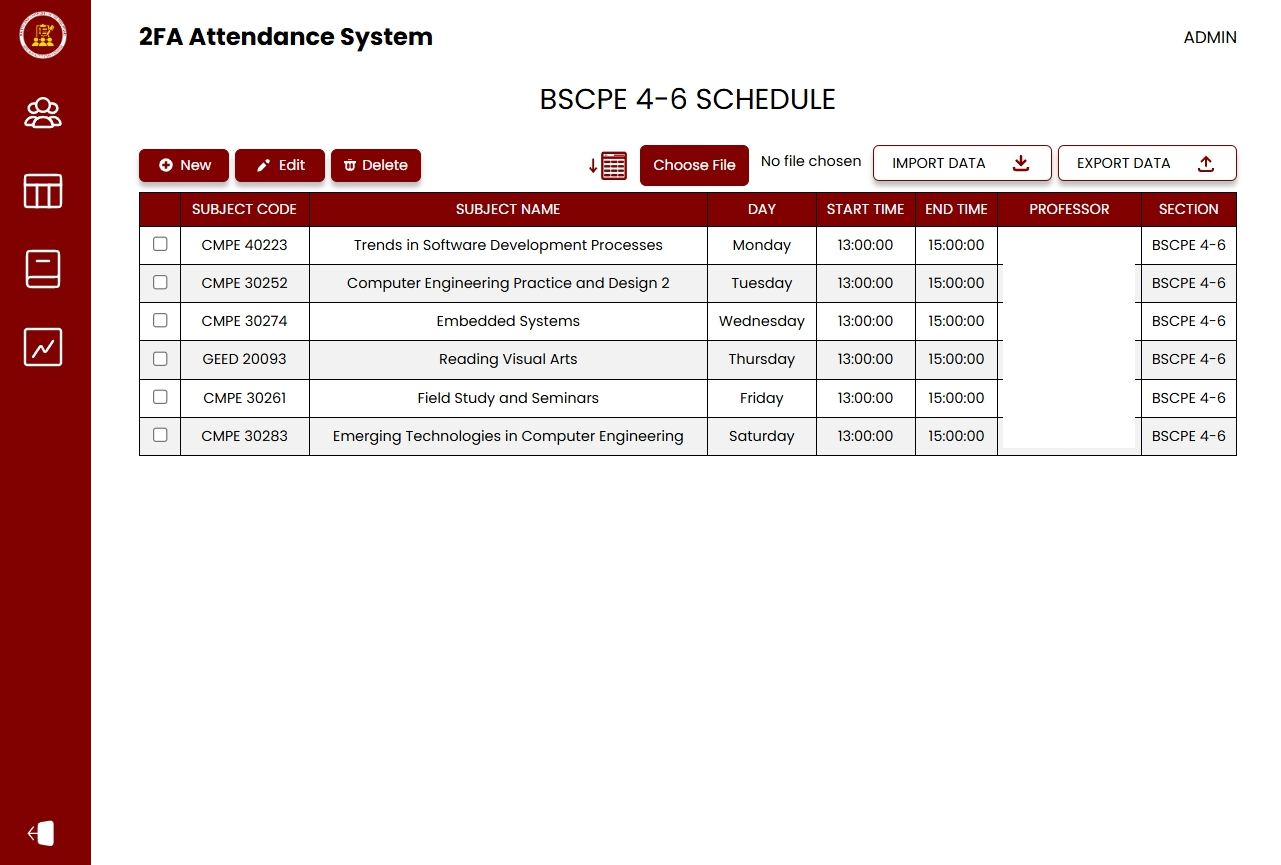 2FA Attendance System
ADMIN
BSCPE 4-6 SCHEDULE
New Edit Delete Choose File No file chosen IMPORT DATA EXPORT DATA
SUBJECT CODE SUBJECT NAME DAY START TIME END TIME PROFESSOR SECTION
CMPE 40223 Trends in Software Development Processes Monday 13:00:00 15:00:00 BSCPE 4-6
CMPE 30252 Computer Engineering Practice and Design 2 Tuesday 13:00:00 15:00:00 BSCPE 4-6
CMPE 30274 Embedded Systems Wednesday 13:00:00 15:00:00 BSCPE 4-6
GEED 20093 Reading Visual Arts Thursday 13:00:00 15:00:00 BSCPE 4-6
CMPE 30261 Field Study and Seminars Friday 13:00:00 15:00:00 BSCPE 4-6
CMPE 30283 Emerging Technologies in Computer Engineering Saturday 13:00:00 15:00:00 BSCPE 4-6